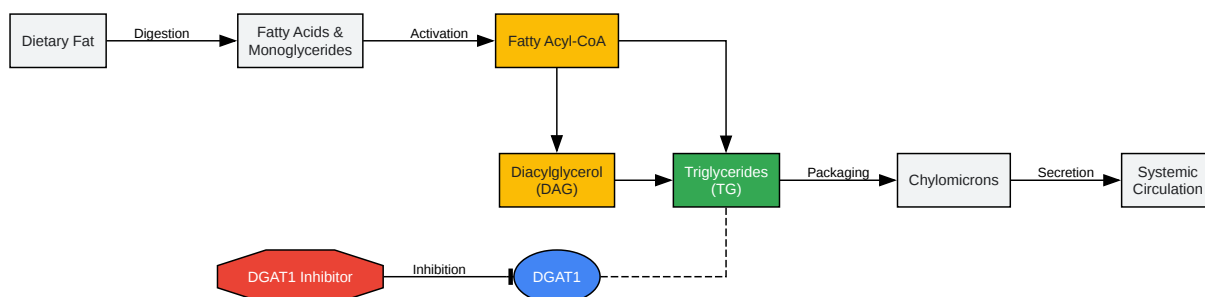 Dietary Fat
Digestion
Fatty Acids &
Monoglycerides
Activation
Fatty Acyl-CoA
Diacylglycerol
(DAG)
Triglycerides
(TG)
Packaging
Chylomicrons
Secretion
Systemic
Circulation
DGAT1 Inhibitor
Inhibition
DGAT1